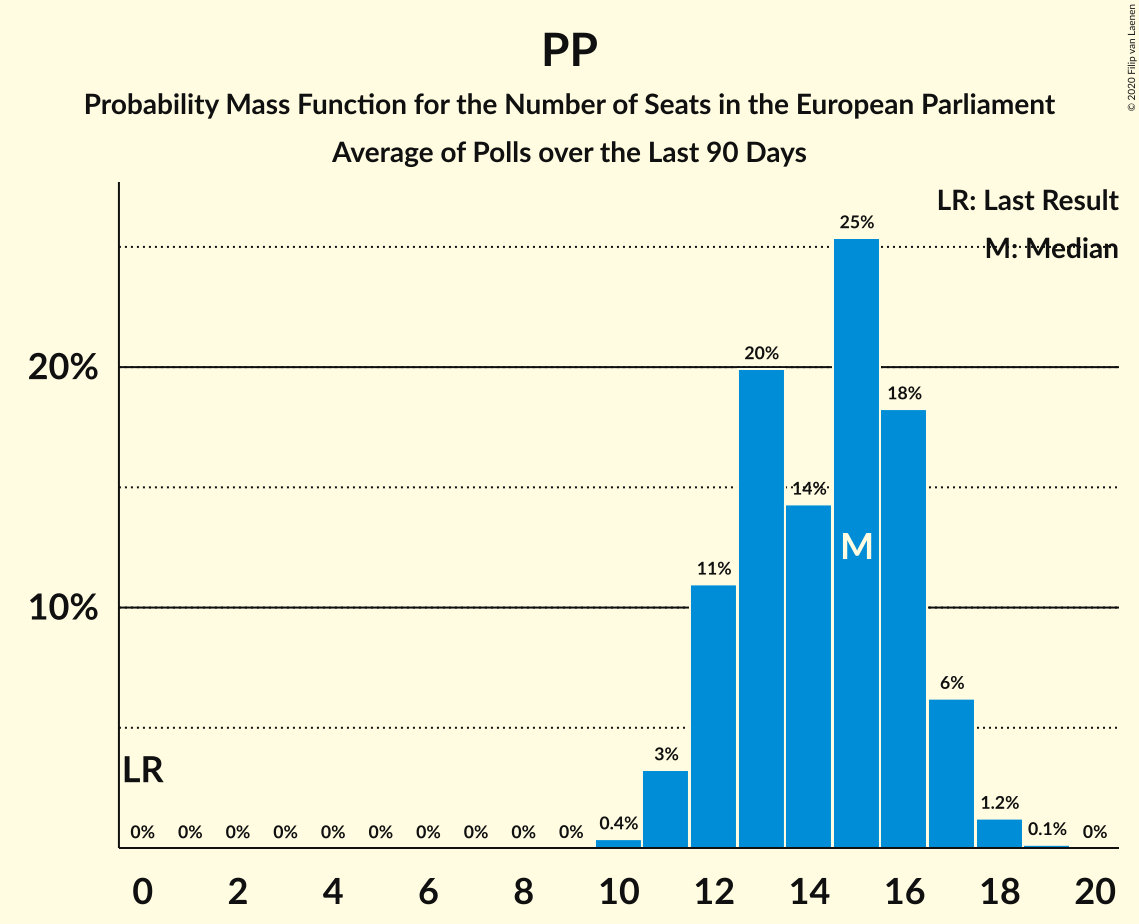 PP
Probability Mass Function for the Number of Seats in the European Parliament
Average of Polls over the Last 90 Days
© 2020 Filip van Laenen
LR: Last Result
M: Median
20%
10%
LR
0% 0% 0% 0% 0% 0% 0% 0% 0% 0% 0.4% 3% 11% 20% 14% 25% 18% 6% 1.2% 0.1% 0%
M
0 2 4 6 8 10 12 14 16 18 20